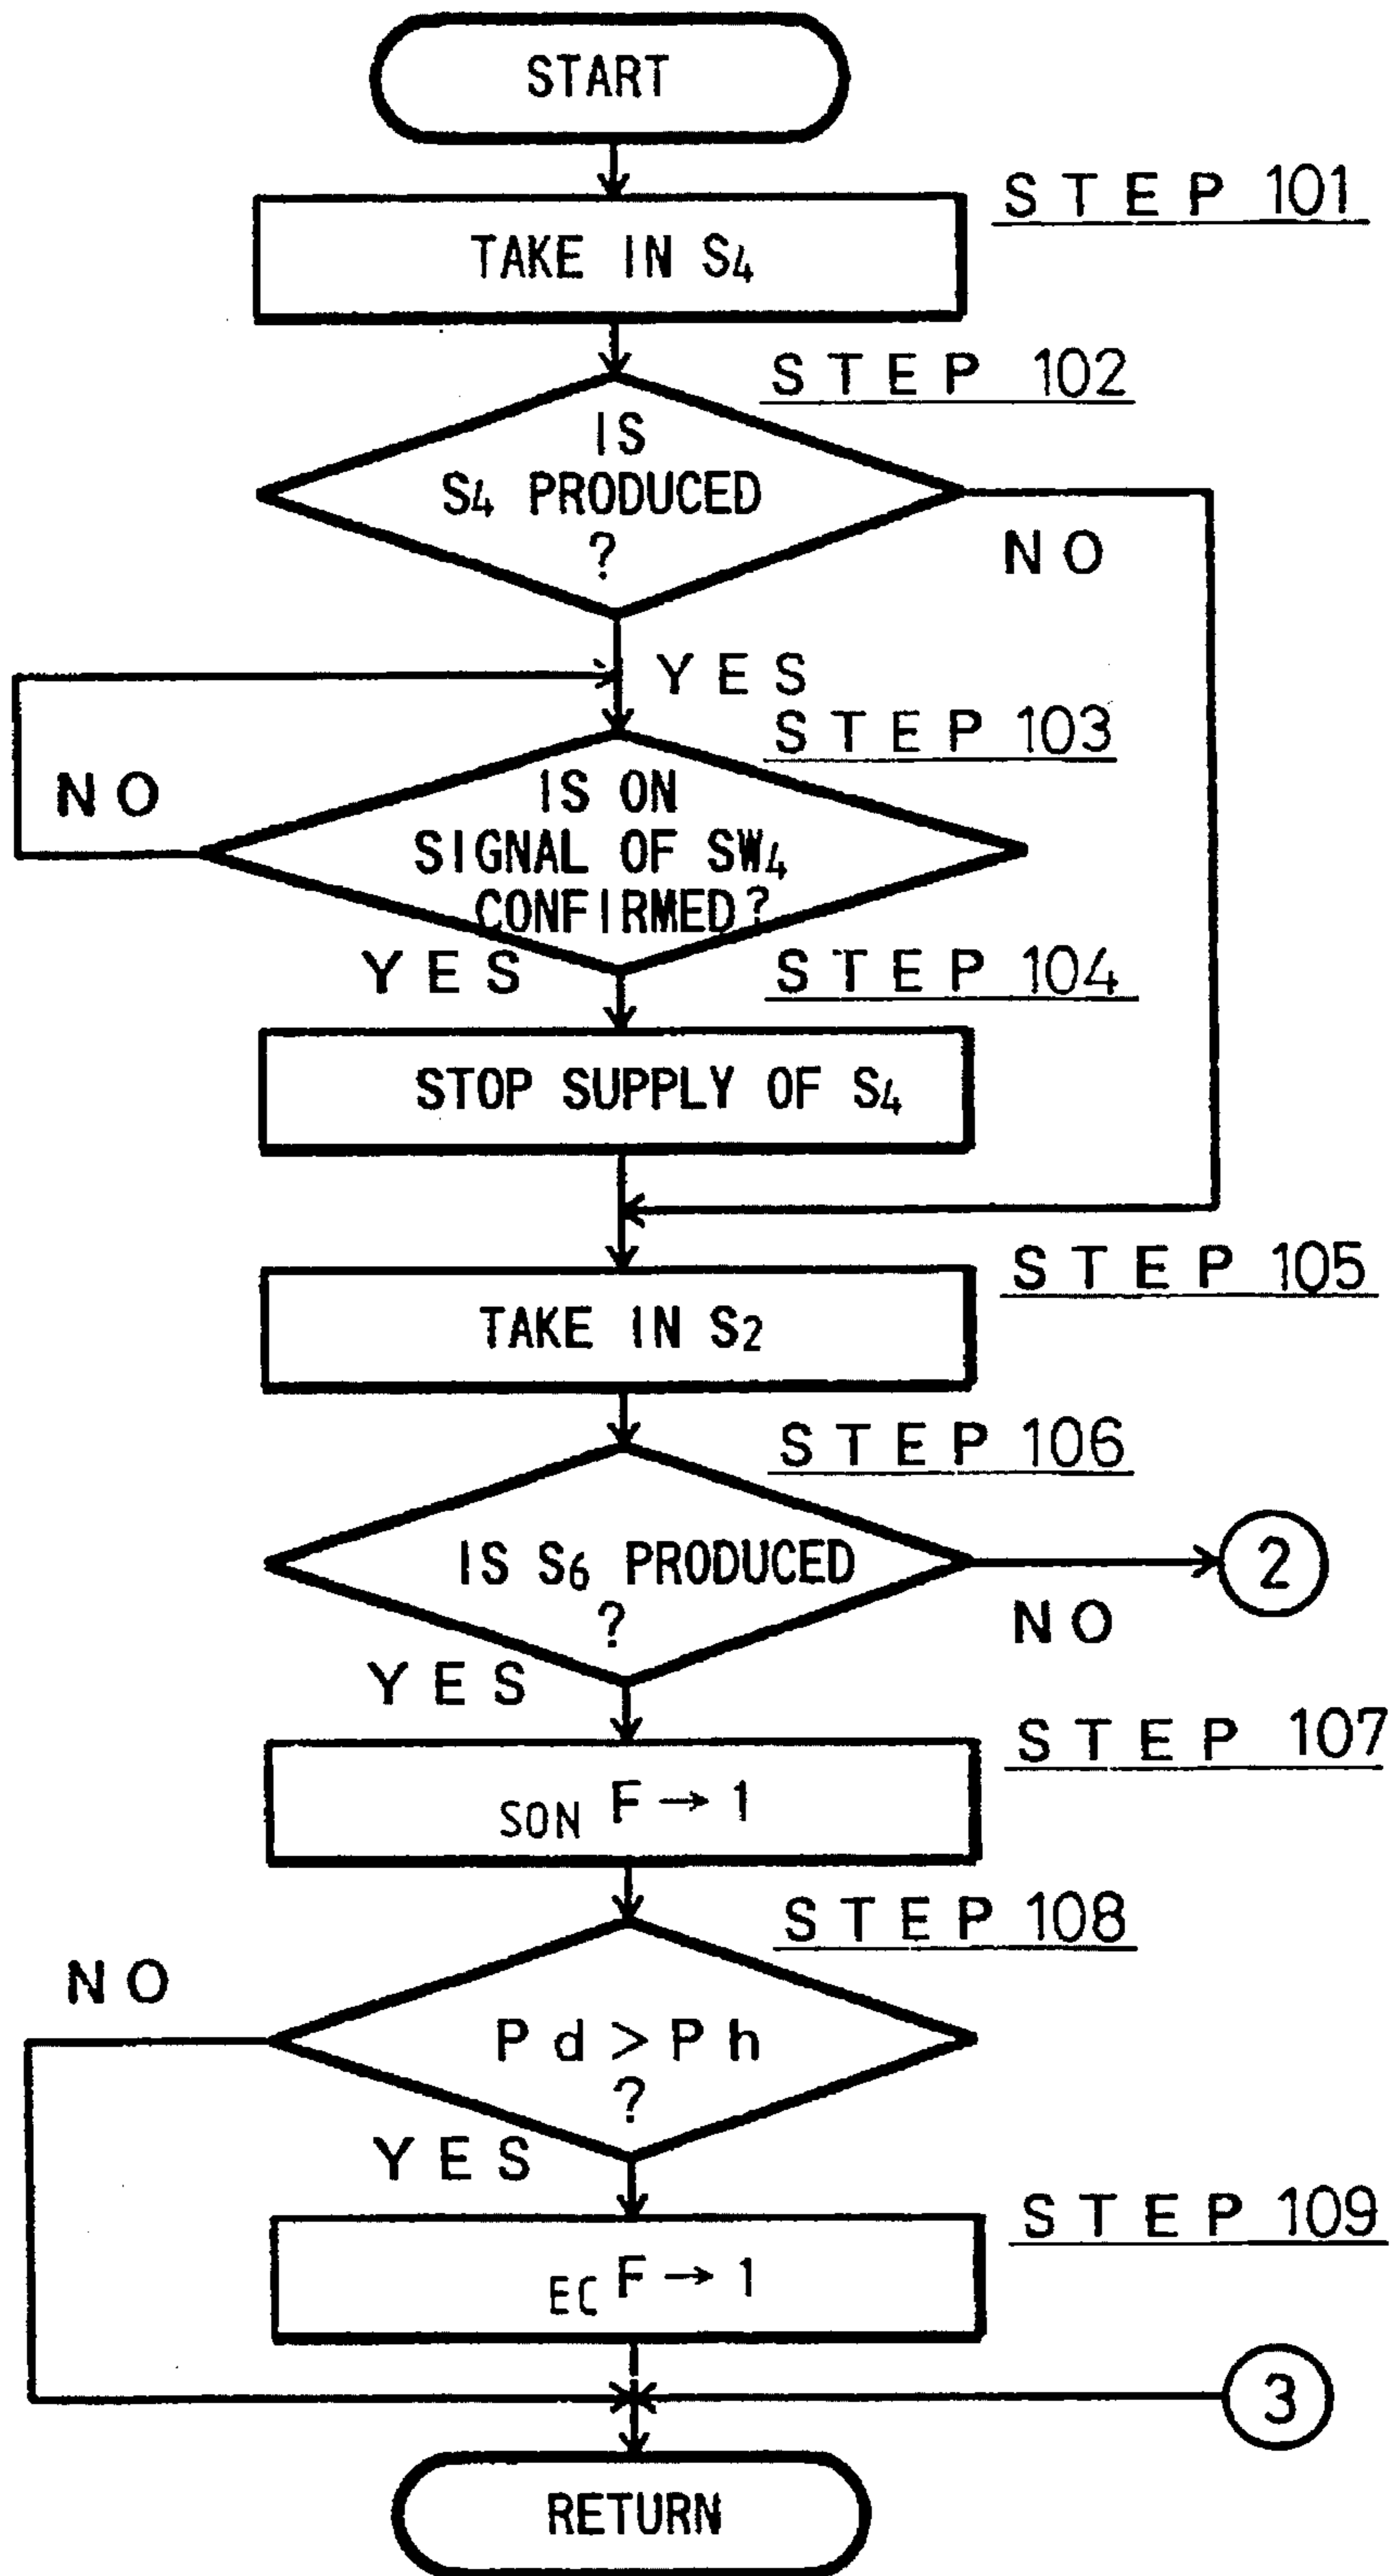 START
STEP 101
TAKE IN S4
STEP 102
IS
S4 PRODUCED
?
NO
YES
STEP 103
NO
IS ON
SIGNAL OF SW4
CONFIRMED?
YES
STEP 104
STOP SUPPLY OF S4
STEP 105
TAKE IN S2
STEP 106
IS S6 PRODUCED
?
2
NO
YES
STEP 107
SON F → 1
STEP 108
NO
Pd > Ph
?
YES
STEP 109
EC F → 1
3
RETURN